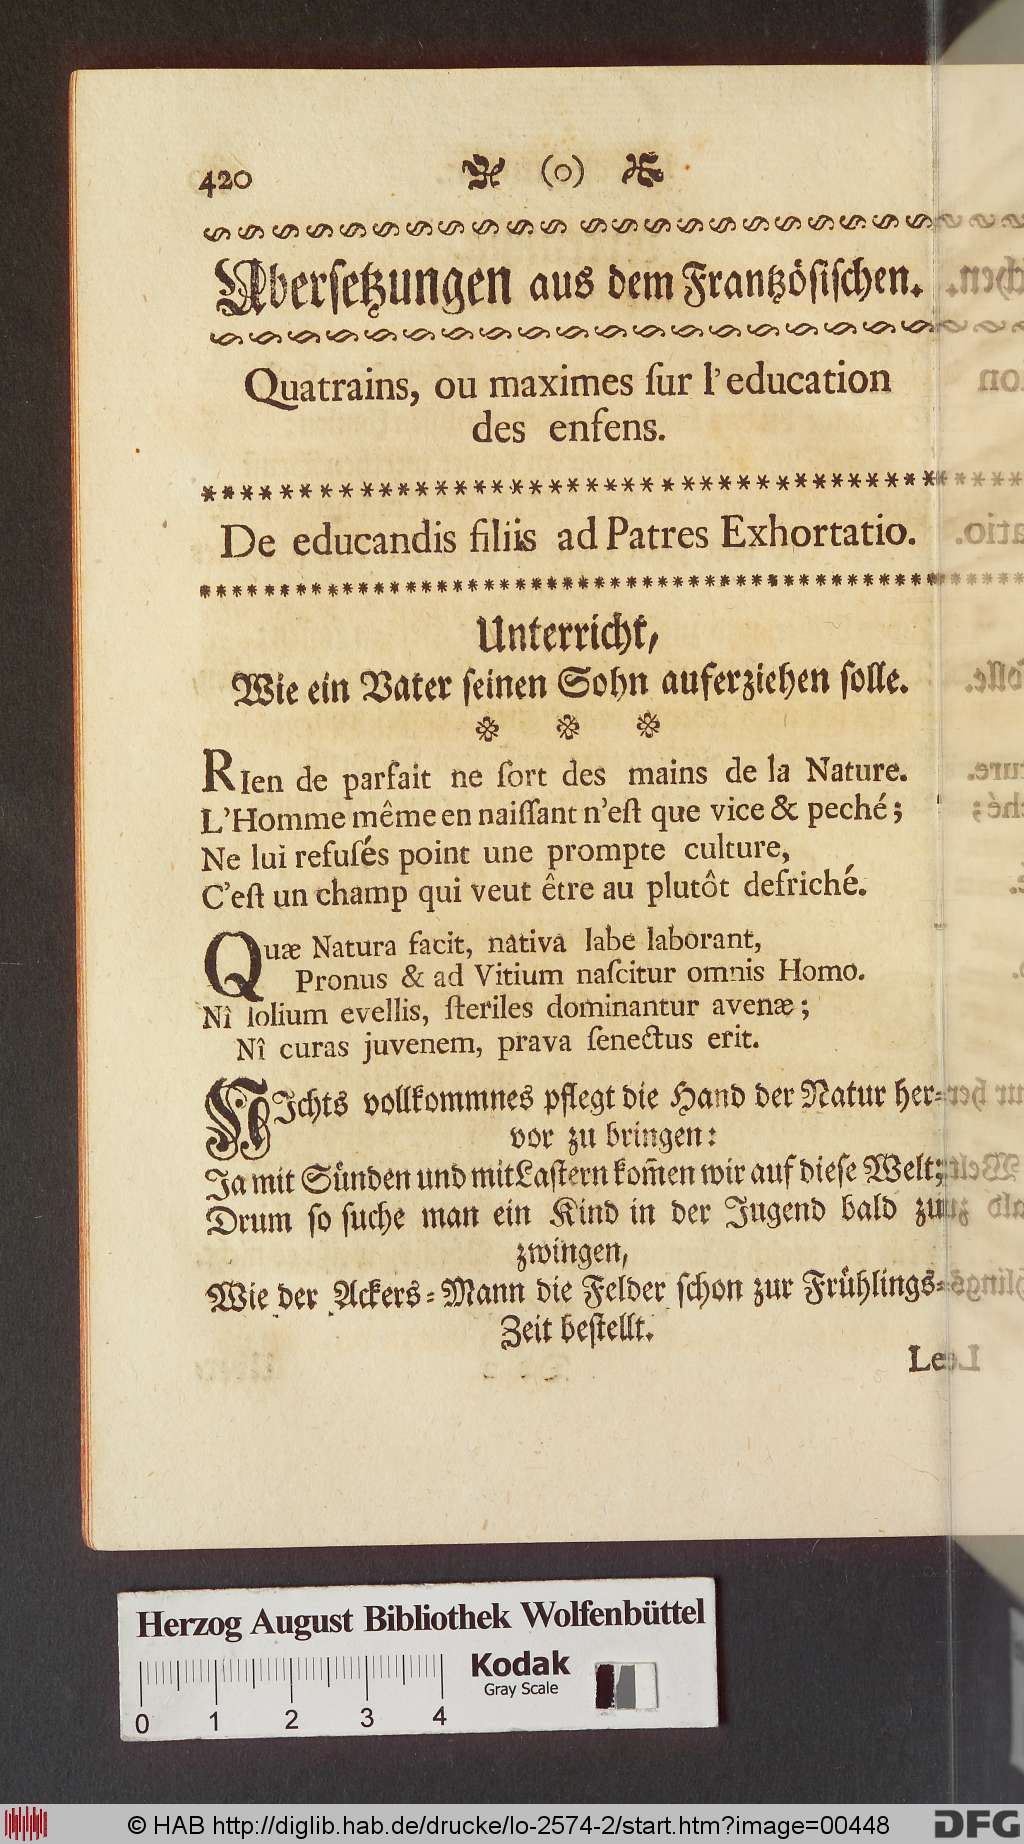 420 (o)
Ubersetzungen aus dem Frantzösischen.
Quatrains, ou maximes ſur l'education
des enfens.
De educandis filiis ad Patres Exhortatio.
Unterricht,
Wie ein Vater ſeinen Sohn auferziehen ſolle.
RIen de parfait ne ſort des mains de la Nature.
L'Homme même en naiſſant n'eſt que vice & peché;
Ne lui refuſés point une prompte culture,
C'eſt un champ qui veut être au plutôt defriché.
Quæ Natura facit, nativa labe laborant,
Pronus & ad Vitium naſcitur omnis Homo.
Nî lolium evellis, ſteriles dominantur avenæ;
Nî curas juvenem, prava ſenectus erit.
NIchts vollkommnes pflegt die Hand der Natur her-
vor zu bringen:
Ja mit Sünden und mit Laſtern kom̄en wir auf dieſe Welt;
Drum ſo ſuche man ein Kind in der Jugend bald zu
zwingen,
Wie der Ackers-Mann die Felder ſchon zur Frühlings-
Zeit beſtellt.
Le
Herzog August Bibliothek Wolfenbüttel
Kodak
Gray Scale
0 1 2 3 4
© HAB http://diglib.hab.de/drucke/lo-2574-2/start.htm?image=00448
DFG